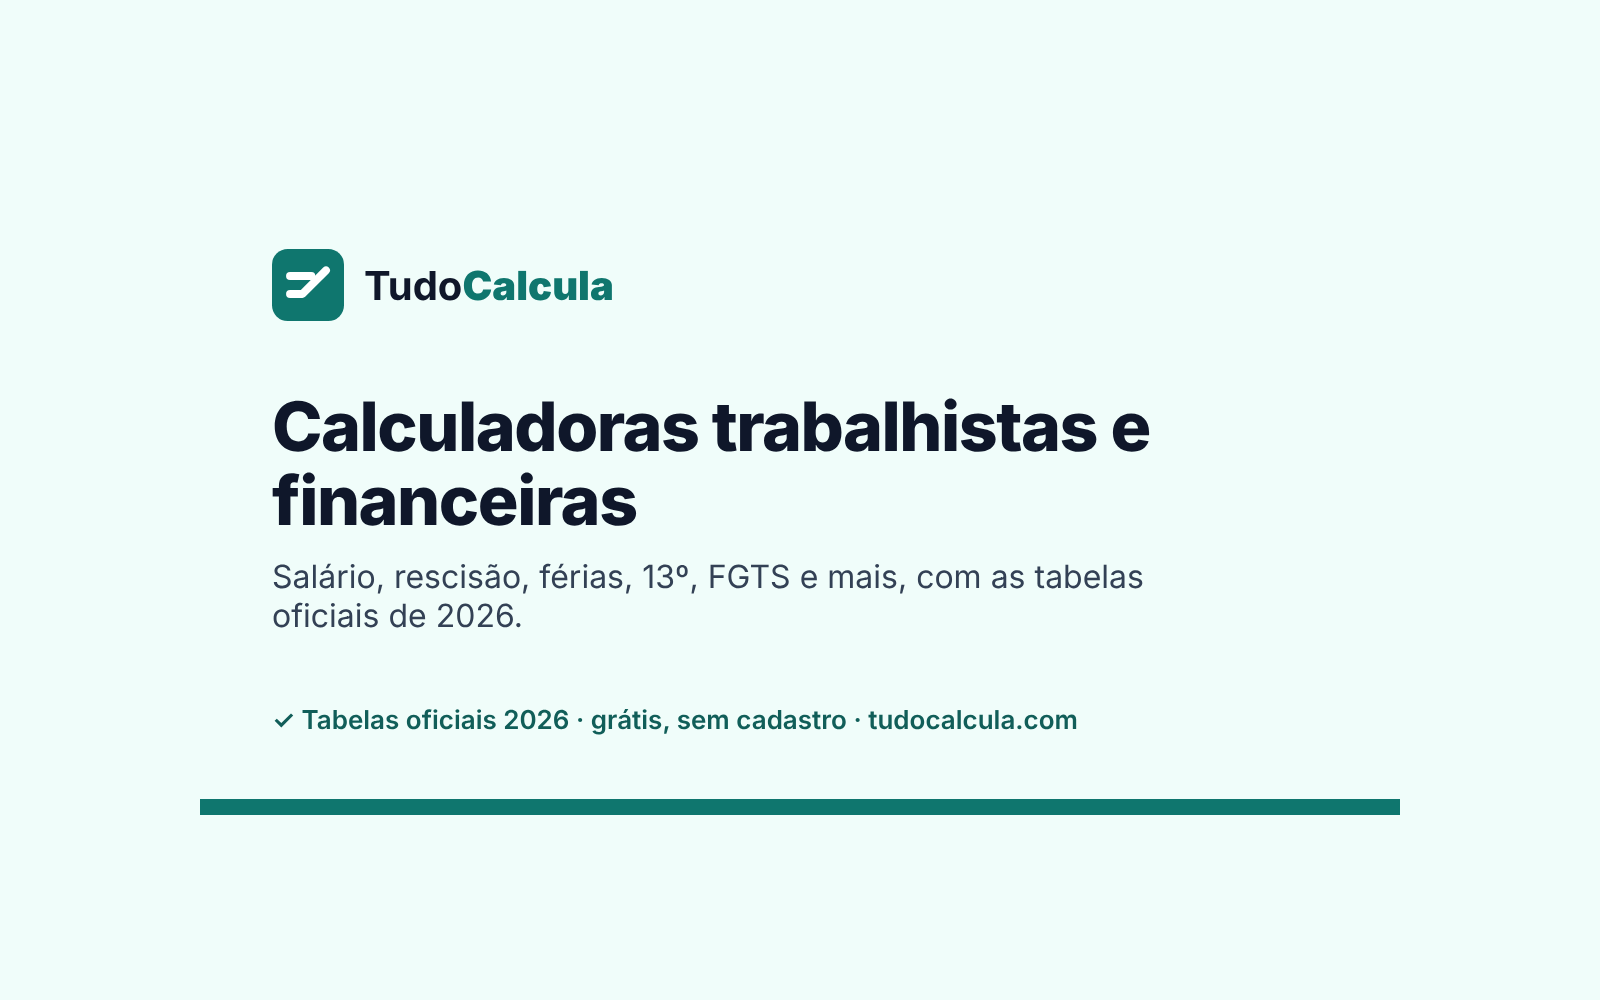 TudoCalcula
Calculadoras trabalhistas e
financeiras
Salário, rescisão, férias, 13º, FGTS e mais, com as tabelas
oficiais de 2026.
✓ Tabelas oficiais 2026 · grátis, sem cadastro · tudocalcula.com